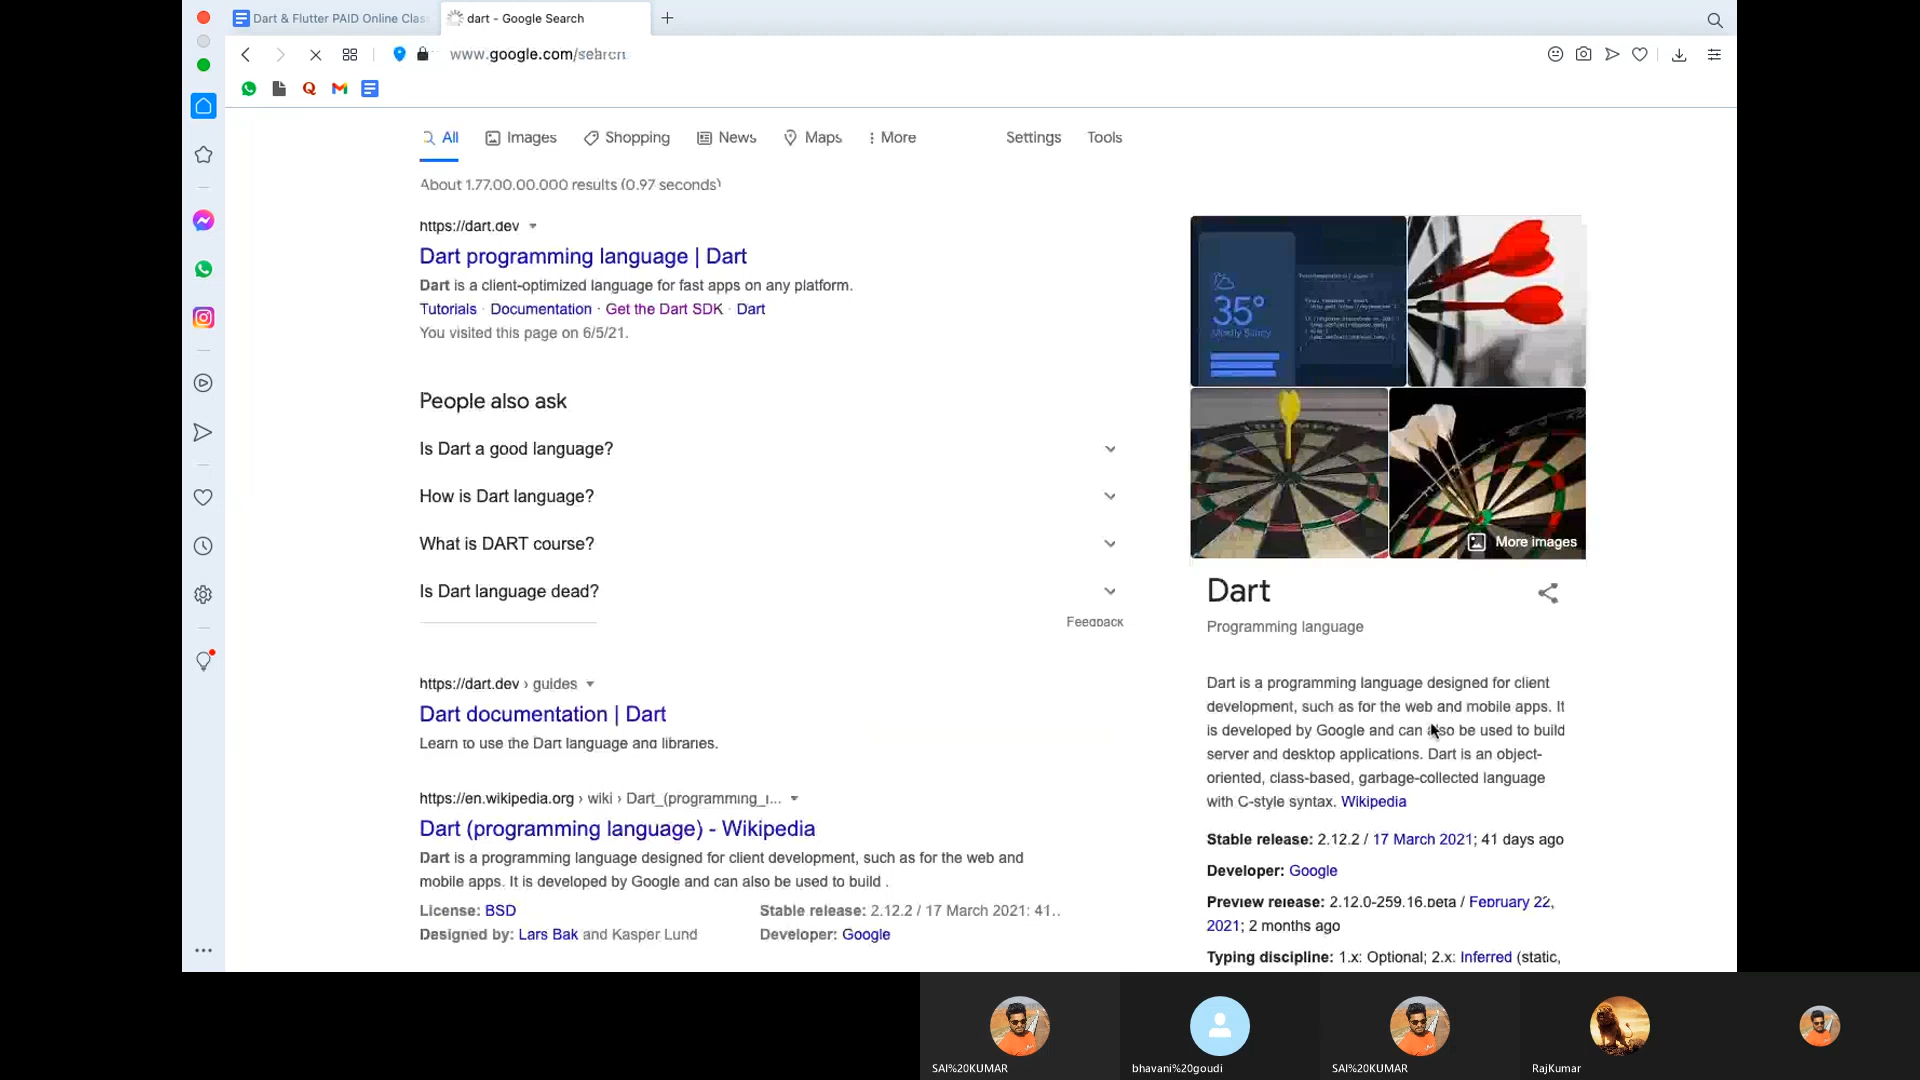 Dart & Flutter PAID Online Clas
dart - Google Search
www.google.com/search
All
Images
Shopping
News
Maps
More
Settings
Tools
About 1,77,00,00,000 results (0.97 seconds)
https://dart.dev
Dart programming language | Dart
Dart is a client-optimized language for fast apps on any platform.
Tutorials · Documentation · Get the Dart SDK · Dart
You visited this page on 6/5/21.
People also ask
Is Dart a good language?
How is Dart language?
What is DART course?
Is Dart language dead?
Feedback
https://dart.dev › guides
Dart documentation | Dart
Learn to use the Dart language and libraries.
https://en.wikipedia.org › wiki › Dart_(programming_l...
Dart (programming language) - Wikipedia
Dart is a programming language designed for client development, such as for the web and
mobile apps. It is developed by Google and can also be used to build .
License: BSD
Stable release: 2.12.2 / 17 March 2021; 41..
Designed by: Lars Bak and Kasper Lund
Developer: Google
35°
Mostly Sunny
More images
Dart
Programming language
Dart is a programming language designed for client
development, such as for the web and mobile apps. It
is developed by Google and can also be used to build
server and desktop applications. Dart is an object-
oriented, class-based, garbage-collected language
with C-style syntax. Wikipedia
Stable release: 2.12.2 / 17 March 2021; 41 days ago
Developer: Google
Preview release: 2.12.0-259.16.beta / February 22,
2021; 2 months ago
Typing discipline: 1.x: Optional; 2.x: Inferred (static,
SAI%20KUMAR
bhavani%20goudi
SAI%20KUMAR
RajKumar